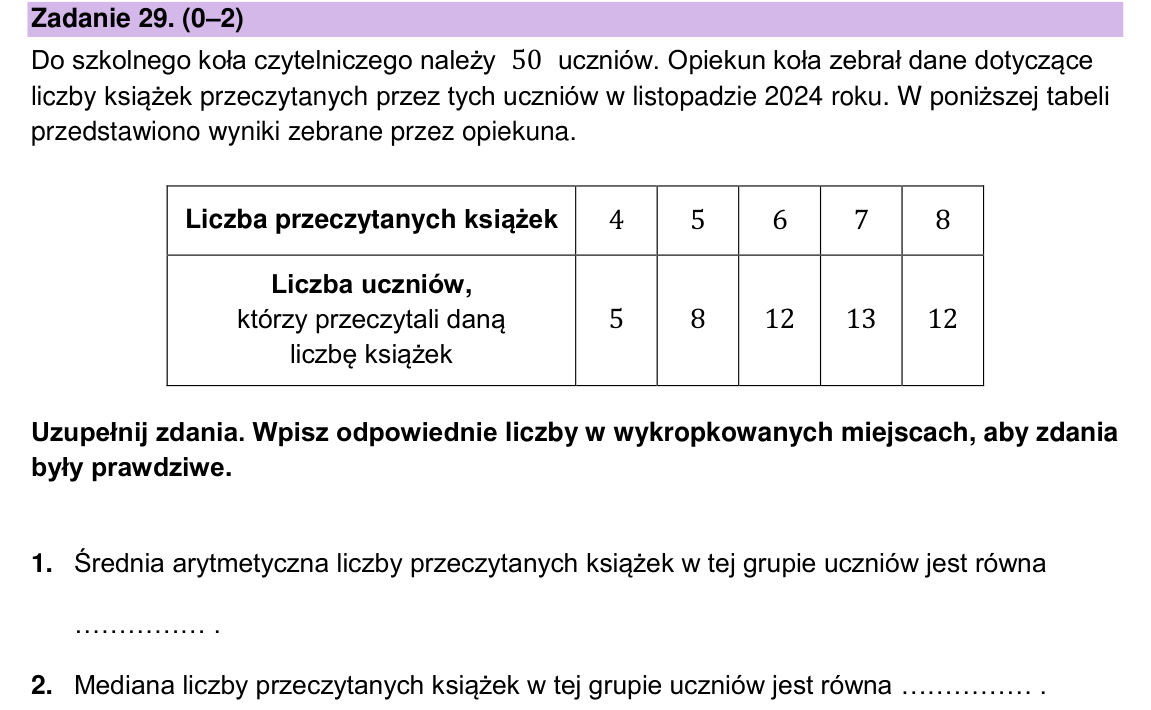 Zadanie 29. (0–2)
Do szkolnego koła czytelniczego należy 50 uczniów. Opiekun koła zebrał dane dotyczące
liczby książek przeczytanych przez tych uczniów w listopadzie 2024 roku. W poniższej tabeli
przedstawiono wyniki zebrane przez opiekuna.
Liczba przeczytanych książek 4 5 6 7 8
Liczba uczniów,
którzy przeczytali daną 5 8 12 13 12
liczbę książek
Uzupełnij zdania. Wpisz odpowiednie liczby w wykropkowanych miejscach, aby zdania
były prawdziwe.
1. Średnia arytmetyczna liczby przeczytanych książek w tej grupie uczniów jest równa
…………… .
2. Mediana liczby przeczytanych książek w tej grupie uczniów jest równa …………… .